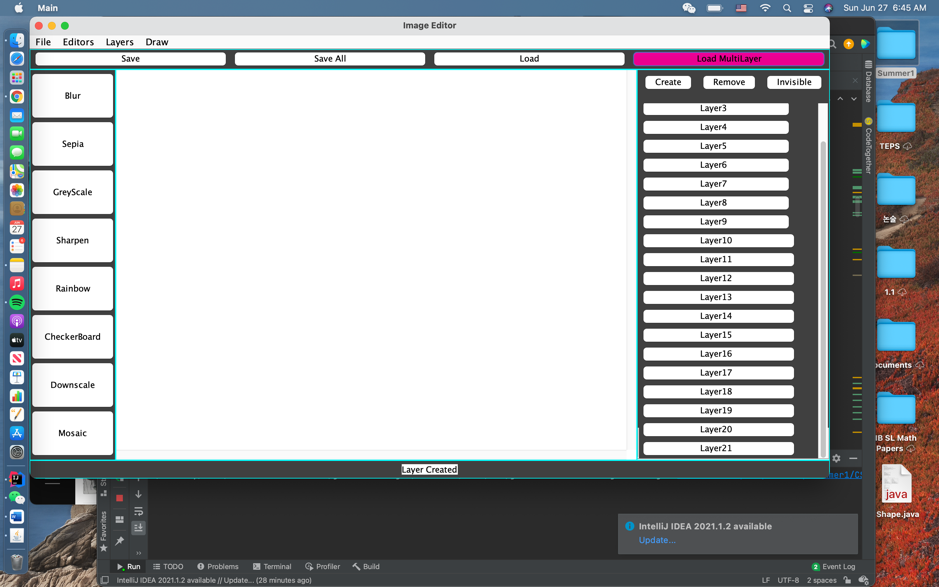 Main
Sun Jun 27 6:45 AM
Image Editor
File Editors Layers Draw
Save Save All Load Load MultiLayer
Create Remove Invisible
Blur
Sepia
GreyScale
Sharpen
Rainbow
CheckerBoard
Downscale
Mosaic
Layer3
Layer4
Layer5
Layer6
Layer7
Layer8
Layer9
Layer10
Layer11
Layer12
Layer13
Layer14
Layer15
Layer16
Layer17
Layer18
Layer19
Layer20
Layer21
Layer Created
Database
CodeTogether
Summer1
TEPS
논술
1.1
ocuments
IB SL Math
Papers
java
Shape.java
27
tv
Favorites
IntelliJ IDEA 2021.1.2 available
Update...
Run TODO Problems Terminal Profiler Build
2 Event Log
IntelliJ IDEA 2021.1.2 available // Update... (28 minutes ago)
LF UTF-8 2 spaces